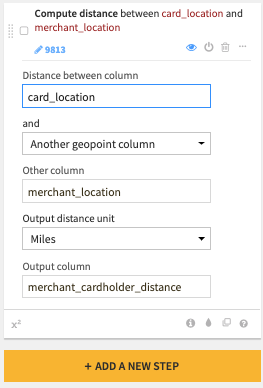 Compute distance between card_location and
merchant_location
9813
Distance between column
card_location
and
Another geopoint column
Other column
merchant_location
Output distance unit
Miles
Output column
merchant_cardholder_distance
x²
+ ADD A NEW STEP